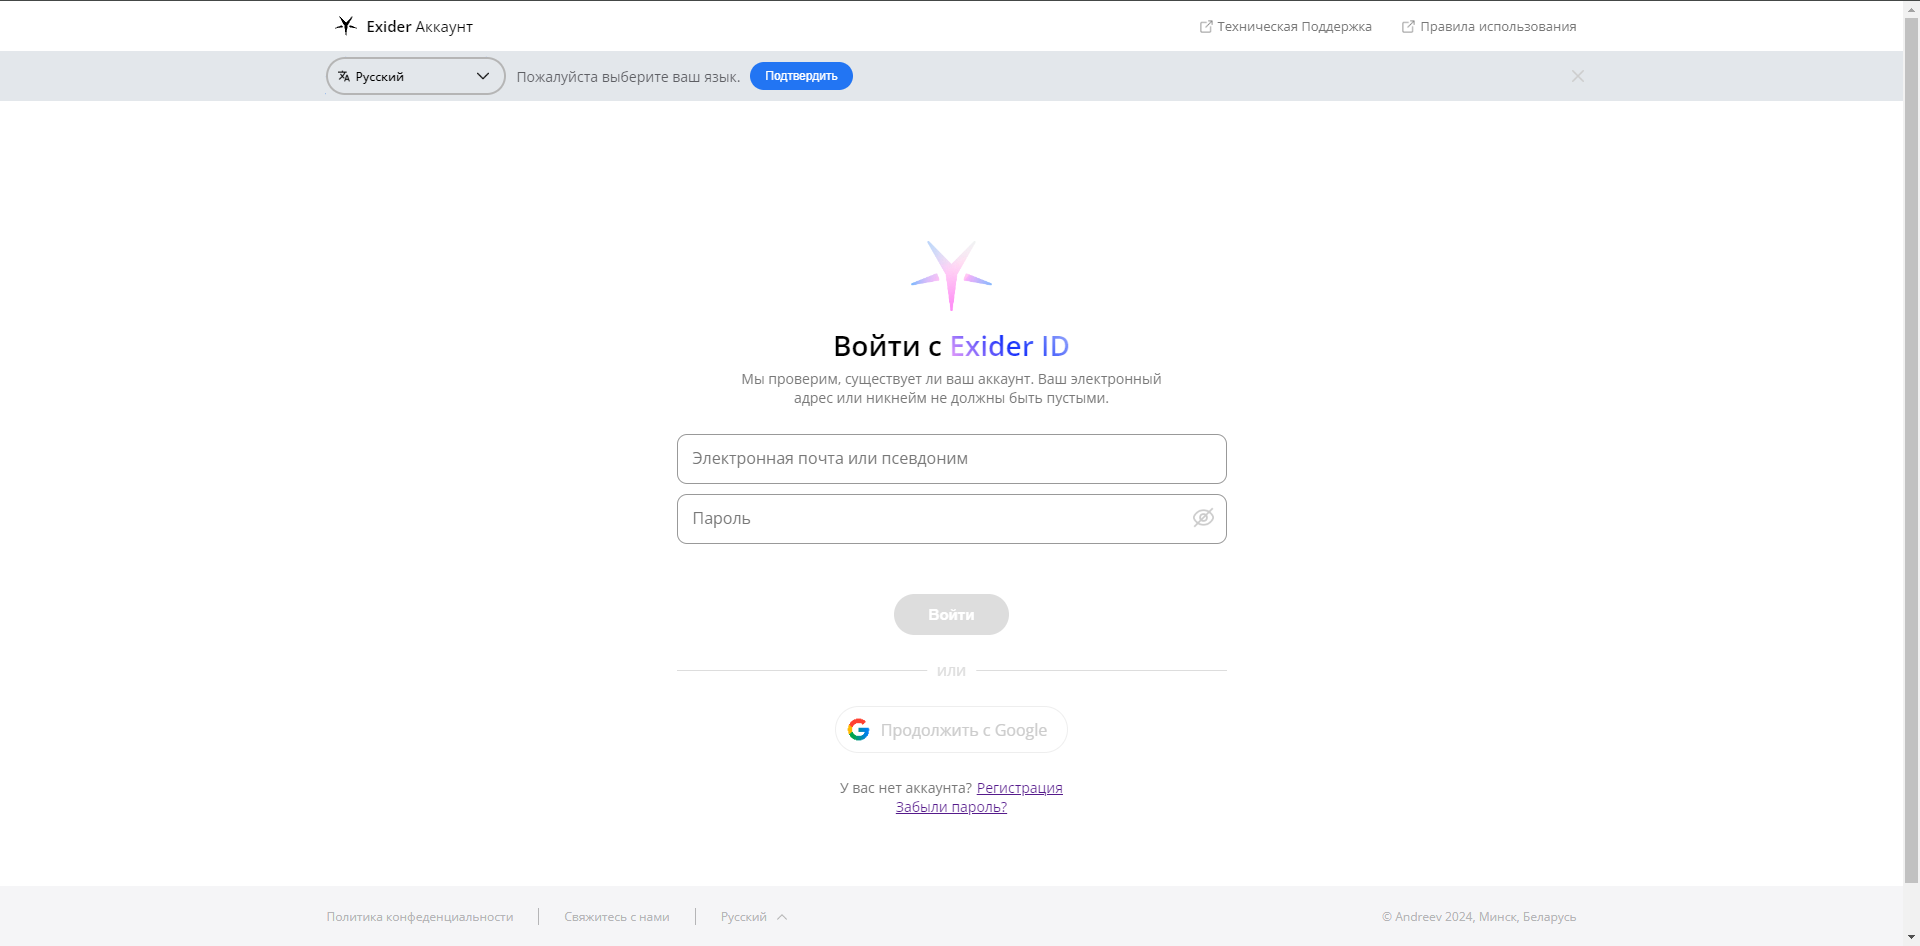 Exider Аккаунт
Техническая Поддержка
Правила использования
Русский
Пожалуйста выберите ваш язык.
Подтвердить
Войти с Exider ID
Мы проверим, существует ли ваш аккаунт. Ваш электронный
адрес или никнейм не должны быть пустыми.
Электронная почта или псевдоним
Пароль
Войти
или
Продолжить с Google
У вас нет аккаунта? Регистрация
Забыли пароль?
Политика конфеденциальности
Свяжитесь с нами
Русский
© Andreev 2024, Минск, Беларусь